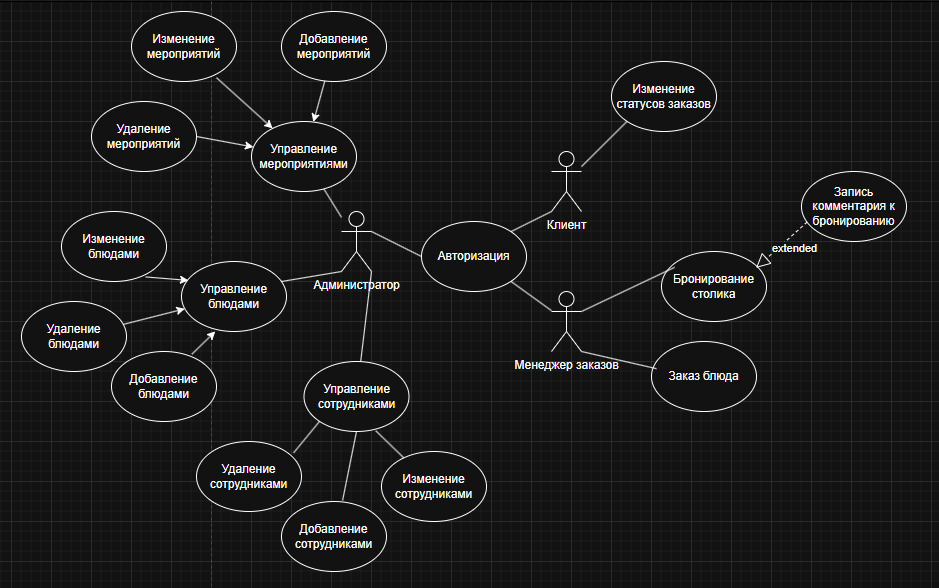 Изменение
мероприятий
Добавление
мероприятий
Изменение
статусов заказов
Удаление
мероприятий
Управление
мероприятиями
Запись
комментария к
бронированию
Клиент
Изменение
блюдами
Авторизация
extended
Администратор
Управление
блюдами
Бронирование
столика
Удаление
блюдами
Менеджер заказов
Заказ блюда
Добавление
блюдами
Управление
сотрудниками
Удаление
сотрудниками
Изменение
сотрудниками
Добавление
сотрудниками